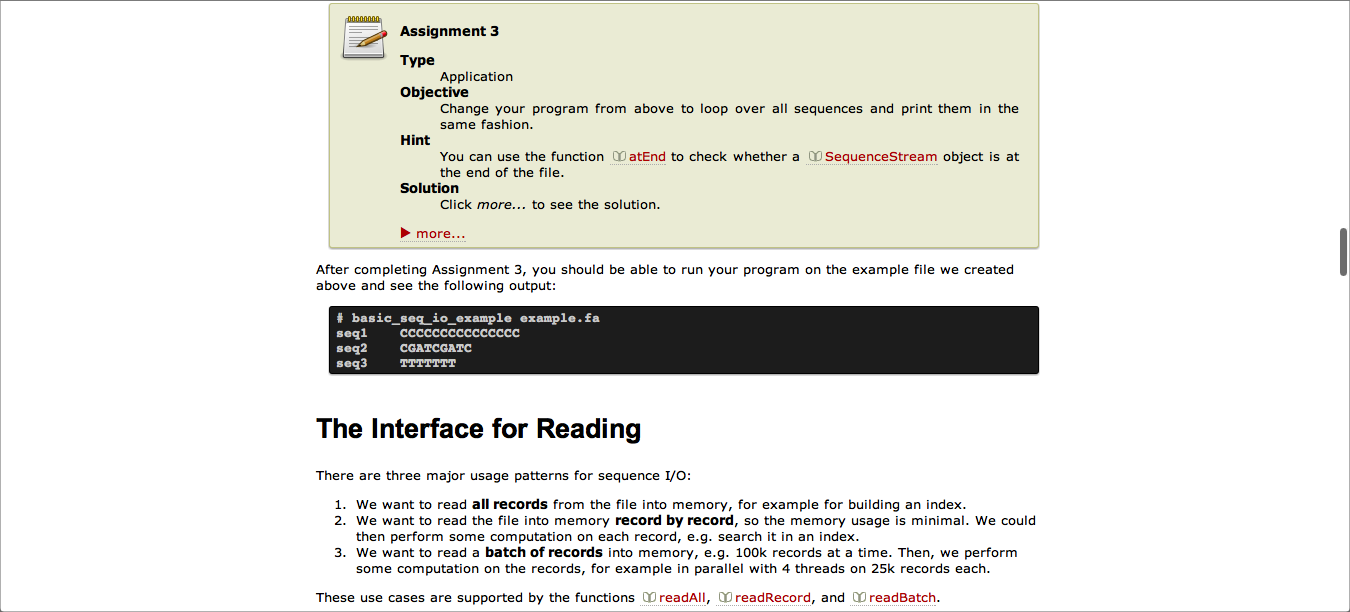 Assignment 3
Type
Application
Objective
Change your program from above to loop over all sequences and print them in the
same fashion.
Hint
You can use the function atEnd to check whether a SequenceStream object is at
the end of the file.
Solution
Click more... to see the solution.
more...
After completing Assignment 3, you should be able to run your program on the example file we created
above and see the following output:
# basic_seq_io_example example.fa
seq1    CCCCCCCCCCCCCCC
seq2    CGATCGATC
seq3    TTTTTTT
The Interface for Reading
There are three major usage patterns for sequence I/O:
1. We want to read all records from the file into memory, for example for building an index.
2. We want to read the file into memory record by record, so the memory usage is minimal. We could
then perform some computation on each record, e.g. search it in an index.
3. We want to read a batch of records into memory, e.g. 100k records at a time. Then, we perform
some computation on the records, for example in parallel with 4 threads on 25k records each.
These use cases are supported by the functions readAll, readRecord, and readBatch.